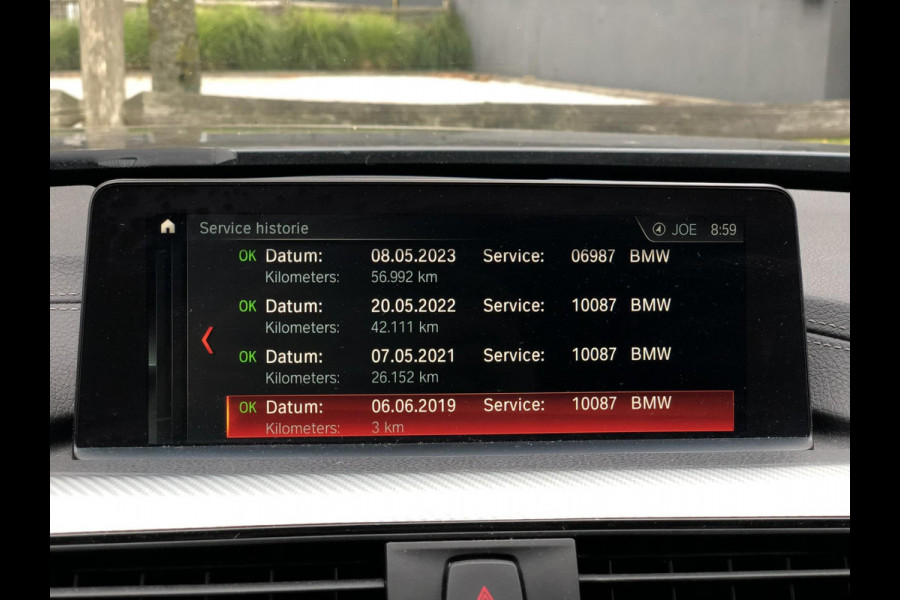 Service historie
JOE 8:59
OK Datum: 08.05.2023 Service: 06987 BMW
Kilometers: 56.992 km
OK Datum: 20.05.2022 Service: 10087 BMW
Kilometers: 42.111 km
OK Datum: 07.05.2021 Service: 10087 BMW
Kilometers: 26.152 km
OK Datum: 06.06.2019 Service: 10087 BMW
Kilometers: 3 km